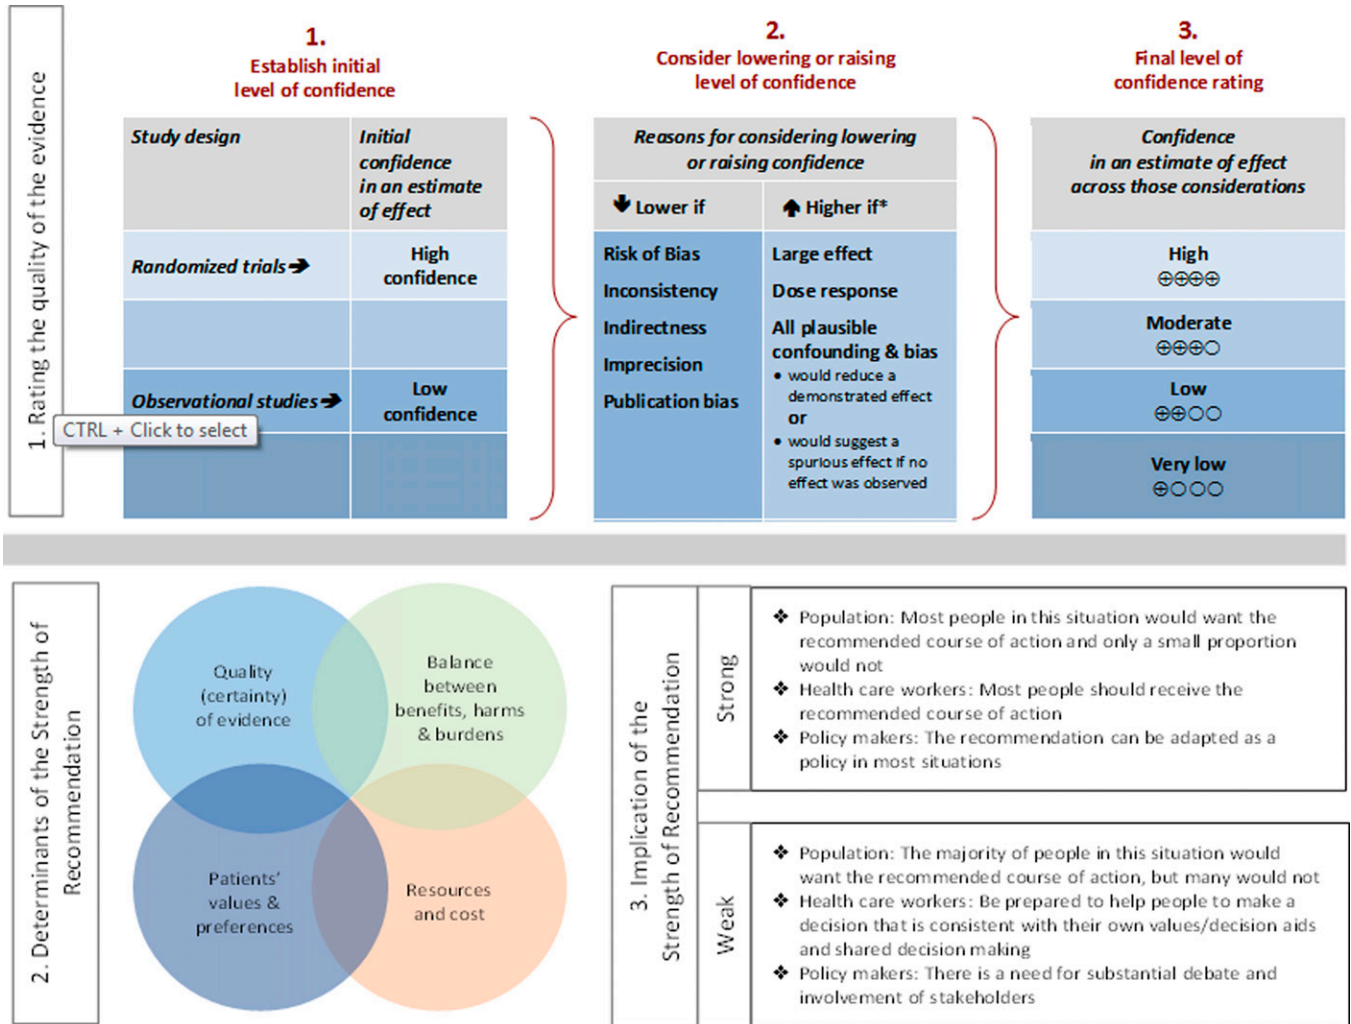 1. Rating the quality of the evidence
1.
Establish initial
level of confidence
Study design
Initial
confidence
in an estimate
of effect
Randomized trials➔
High
confidence
Observational studies➔
Low
confidence
CTRL + Click to select
2.
Consider lowering or raising
level of confidence
Reasons for considering lowering
or raising confidence
🡇 Lower if
🡅 Higher if*
Risk of Bias
Inconsistency
Indirectness
Imprecision
Publication bias
Large effect
Dose response
All plausible
confounding & bias
• would reduce a
demonstrated effect
or
• would suggest a
spurious effect if no
effect was observed
3.
Final level of
confidence rating
Confidence
in an estimate of effect
across those considerations
High
⊕⊕⊕⊕
Moderate
⊕⊕⊕○
Low
⊕⊕○○
Very low
⊕○○○
2. Determinants of the Strength of
Recommendation
Quality
(certainty)
of evidence
Balance
between
benefits, harms
& burdens
Patients'
values &
preferences
Resources
and cost
3. Implication of the
Strength of Recommendation
Strong
❖ Population: Most people in this situation would want the
recommended course of action and only a small proportion
would not
❖ Health care workers: Most people should receive the
recommended course of action
❖ Policy makers: The recommendation can be adapted as a
policy in most situations
Weak
❖ Population: The majority of people in this situation would
want the recommended course of action, but many would not
❖ Health care workers: Be prepared to help people to make a
decision that is consistent with their own values/decision aids
and shared decision making
❖ Policy makers: There is a need for substantial debate and
involvement of stakeholders